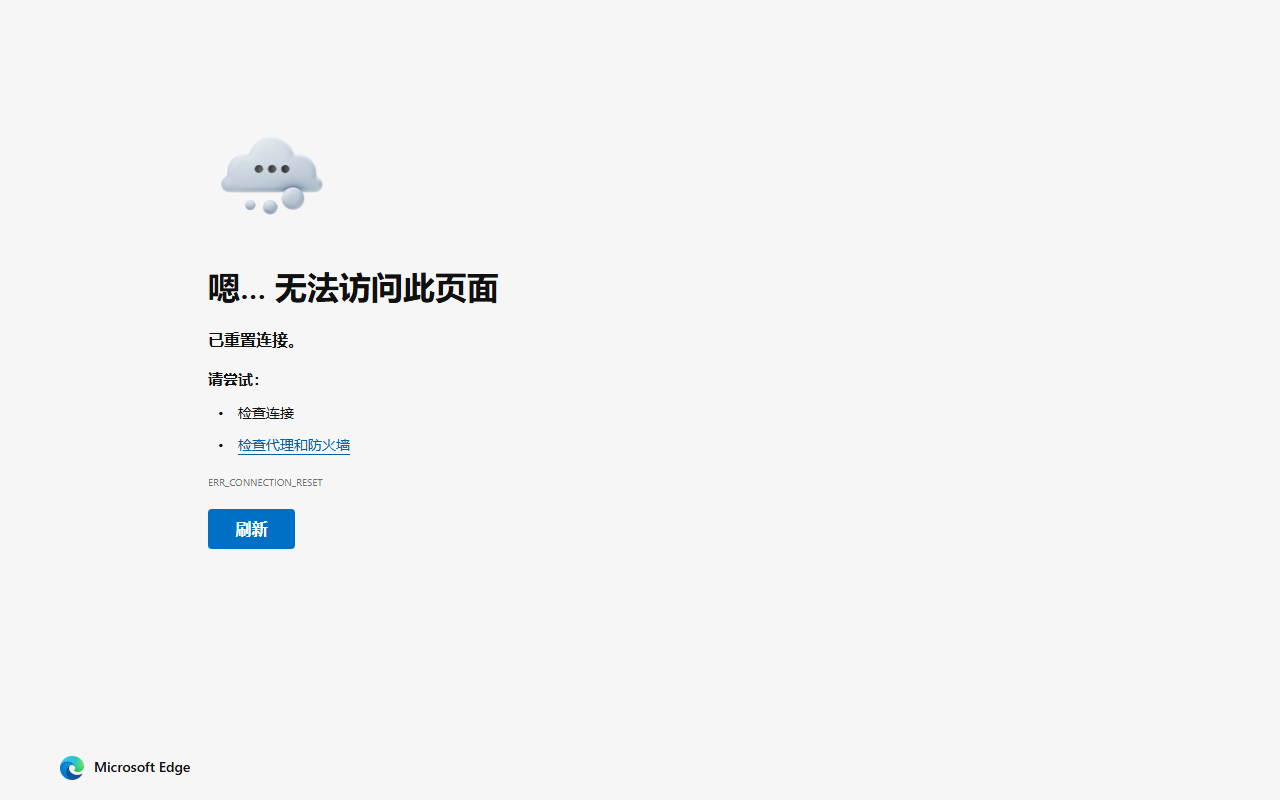 嗯… 无法访问此页面
已重置连接。
请尝试：
• 检查连接
• 检查代理和防火墙
ERR_CONNECTION_RESET
刷新
Microsoft Edge